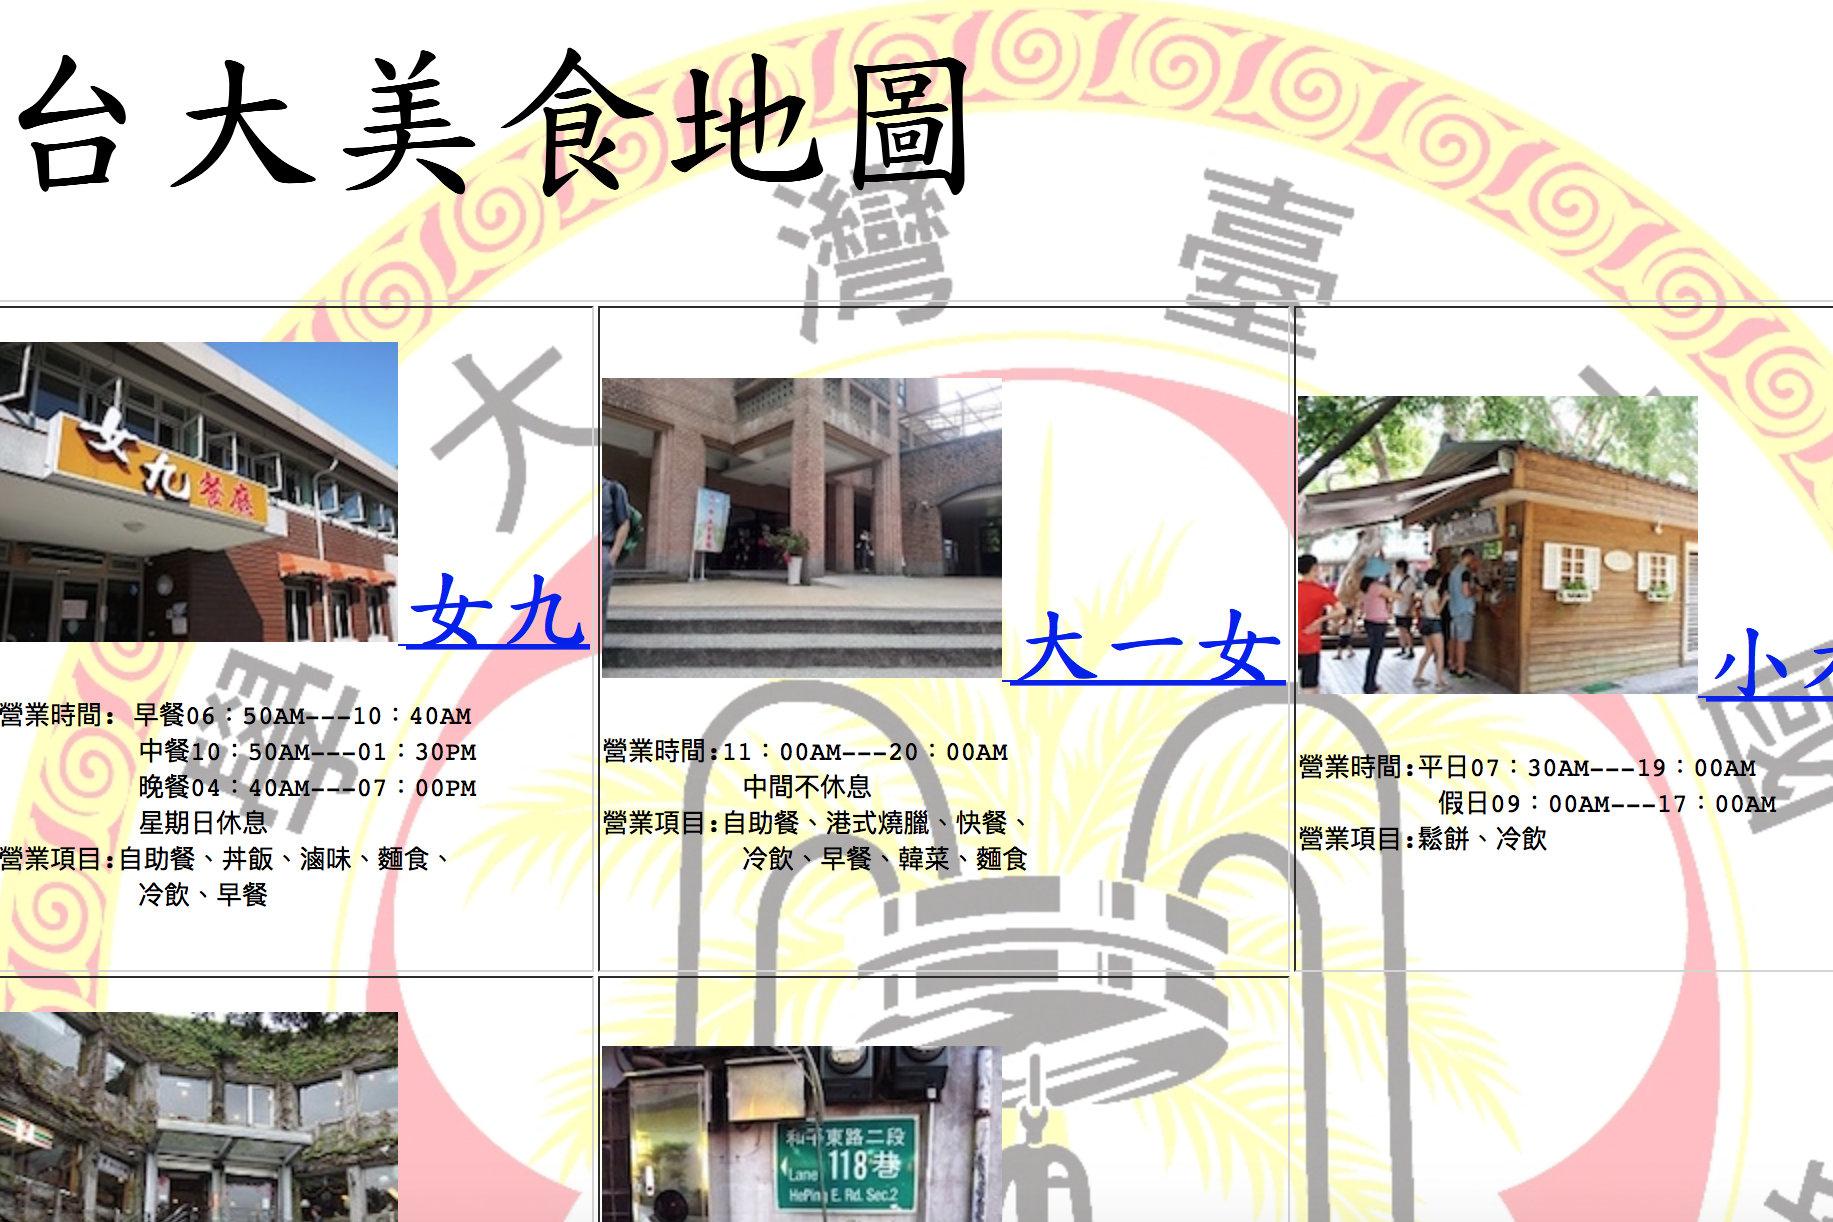 台大美食地圖
大
灣
臺
學
國
女九餐廳
女九
營業時間：早餐06：50AM---10：40AM
中餐10：50AM---01：30PM
晚餐04：40AM---07：00PM
星期日休息
營業項目:自助餐、丼飯、滷味、麵食、
冷飲、早餐
大一女
營業時間:11：00AM---20：00AM
中間不休息
營業項目:自助餐、港式燒臘、快餐、
冷飲、早餐、韓菜、麵食
小
營業時間:平日07：30AM---19：00AM
假日09：00AM---17：00AM
營業項目:鬆餅、冷飲
7
和平東路二段
Lane 118巷
HePing E. Rd. Sec.2